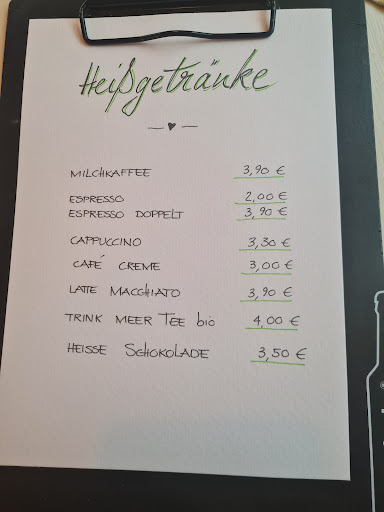 Heißgetränke
MILCHKAFFEE 3,90 €
ESPRESSO 2,00 €
ESPRESSO DOPPELT 3,90 €
CAPPUCCINO 3,30 €
CAFÉ CREME 3,00 €
LATTE MACCHIATO 3,90 €
TRINK MEER TEE biO 4,00 €
HEISSE SCHOKOLADE 3,50 €